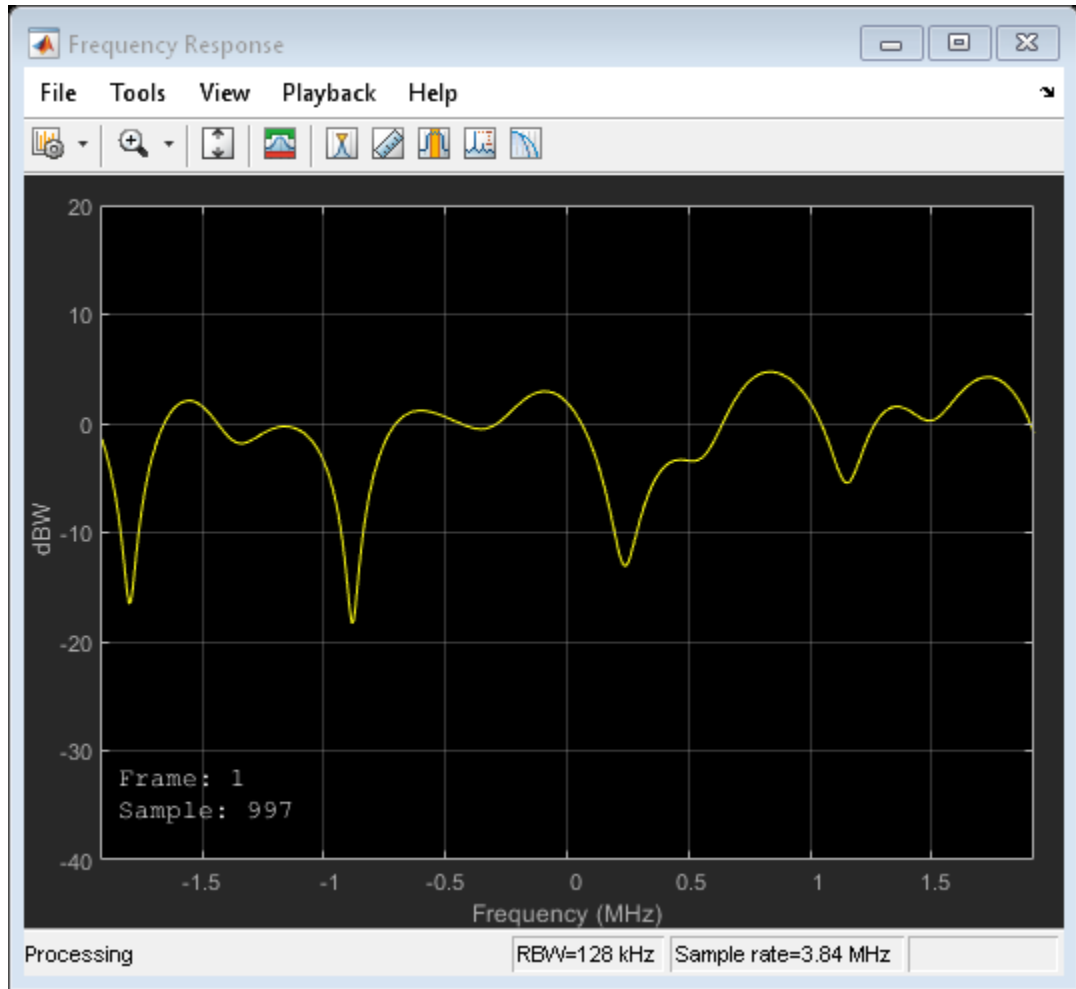 Frequency Response
File Tools View Playback Help
20
10
0
-10
-20
-30
-40
dBW
Frame: 1
Sample: 997
-1.5 -1 -0.5 0 0.5 1 1.5
Frequency (MHz)
Processing RBW=128 kHz Sample rate=3.84 MHz